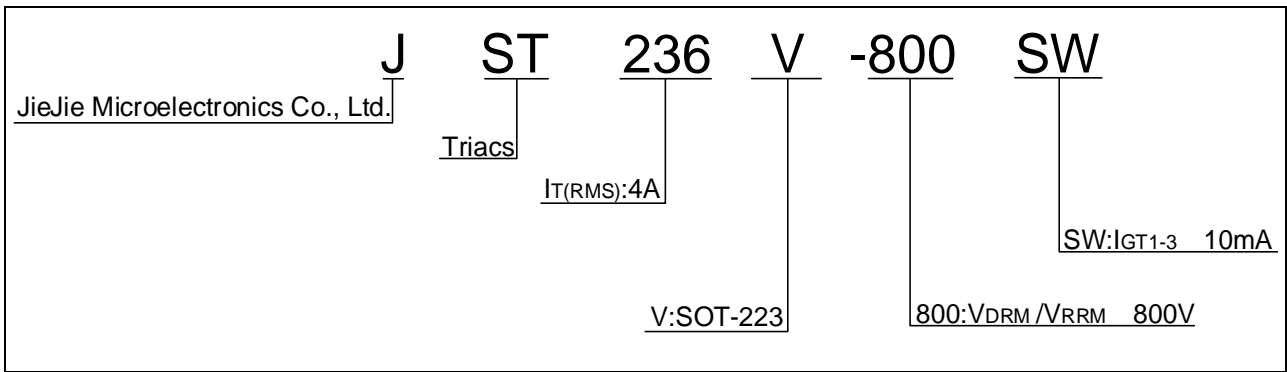 J ST 236 V -800 SW
JieJie Microelectronics Co., Ltd.
Triacs
IT(RMS):4A
SW:IGT1-3 10mA
V:SOT-223
800:VDRM /VRRM 800V